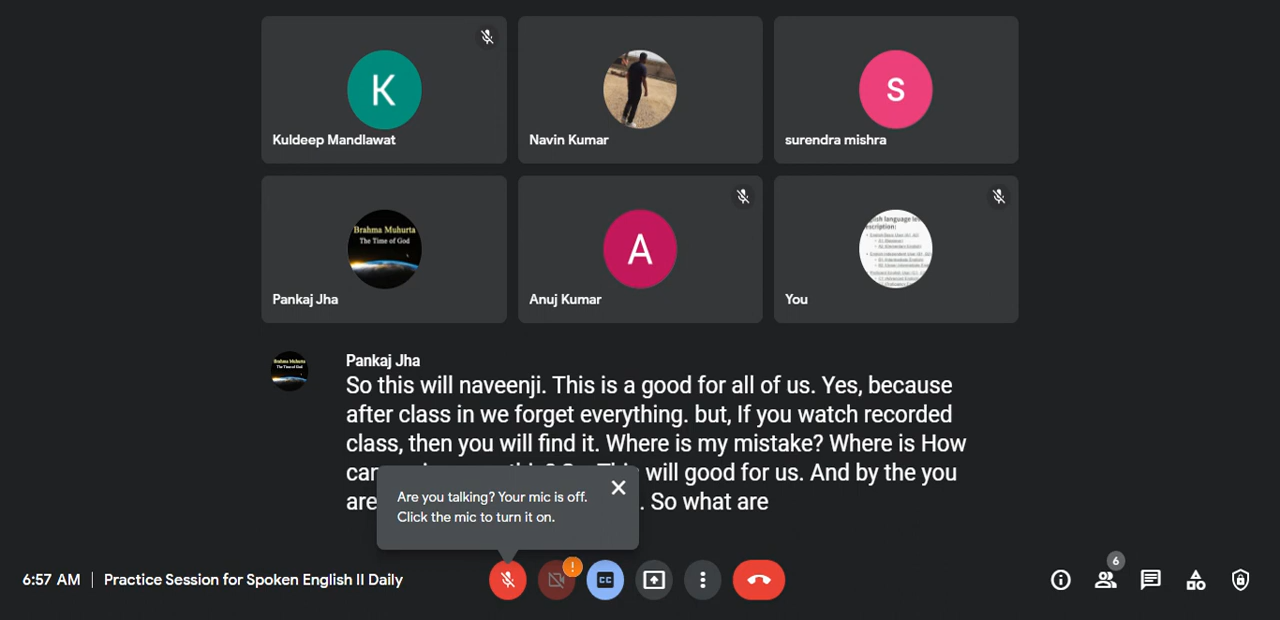 K
Kuldeep Mandlawat
Navin Kumar
S
surendra mishra
Brahma Muhurta
The Time of God
Pankaj Jha
A
Anuj Kumar
You
Pankaj Jha
So this will naveenji. This is a good for all of us. Yes, because
after class in we forget everything. but, If you watch recorded
class, then you will find it. Where is my mistake? Where is How
will good for us. And by the you
are . So what are
Are you talking? Your mic is off.
Click the mic to turn it on.
6:57 AM | Practice Session for Spoken English II Daily
!
CC
6